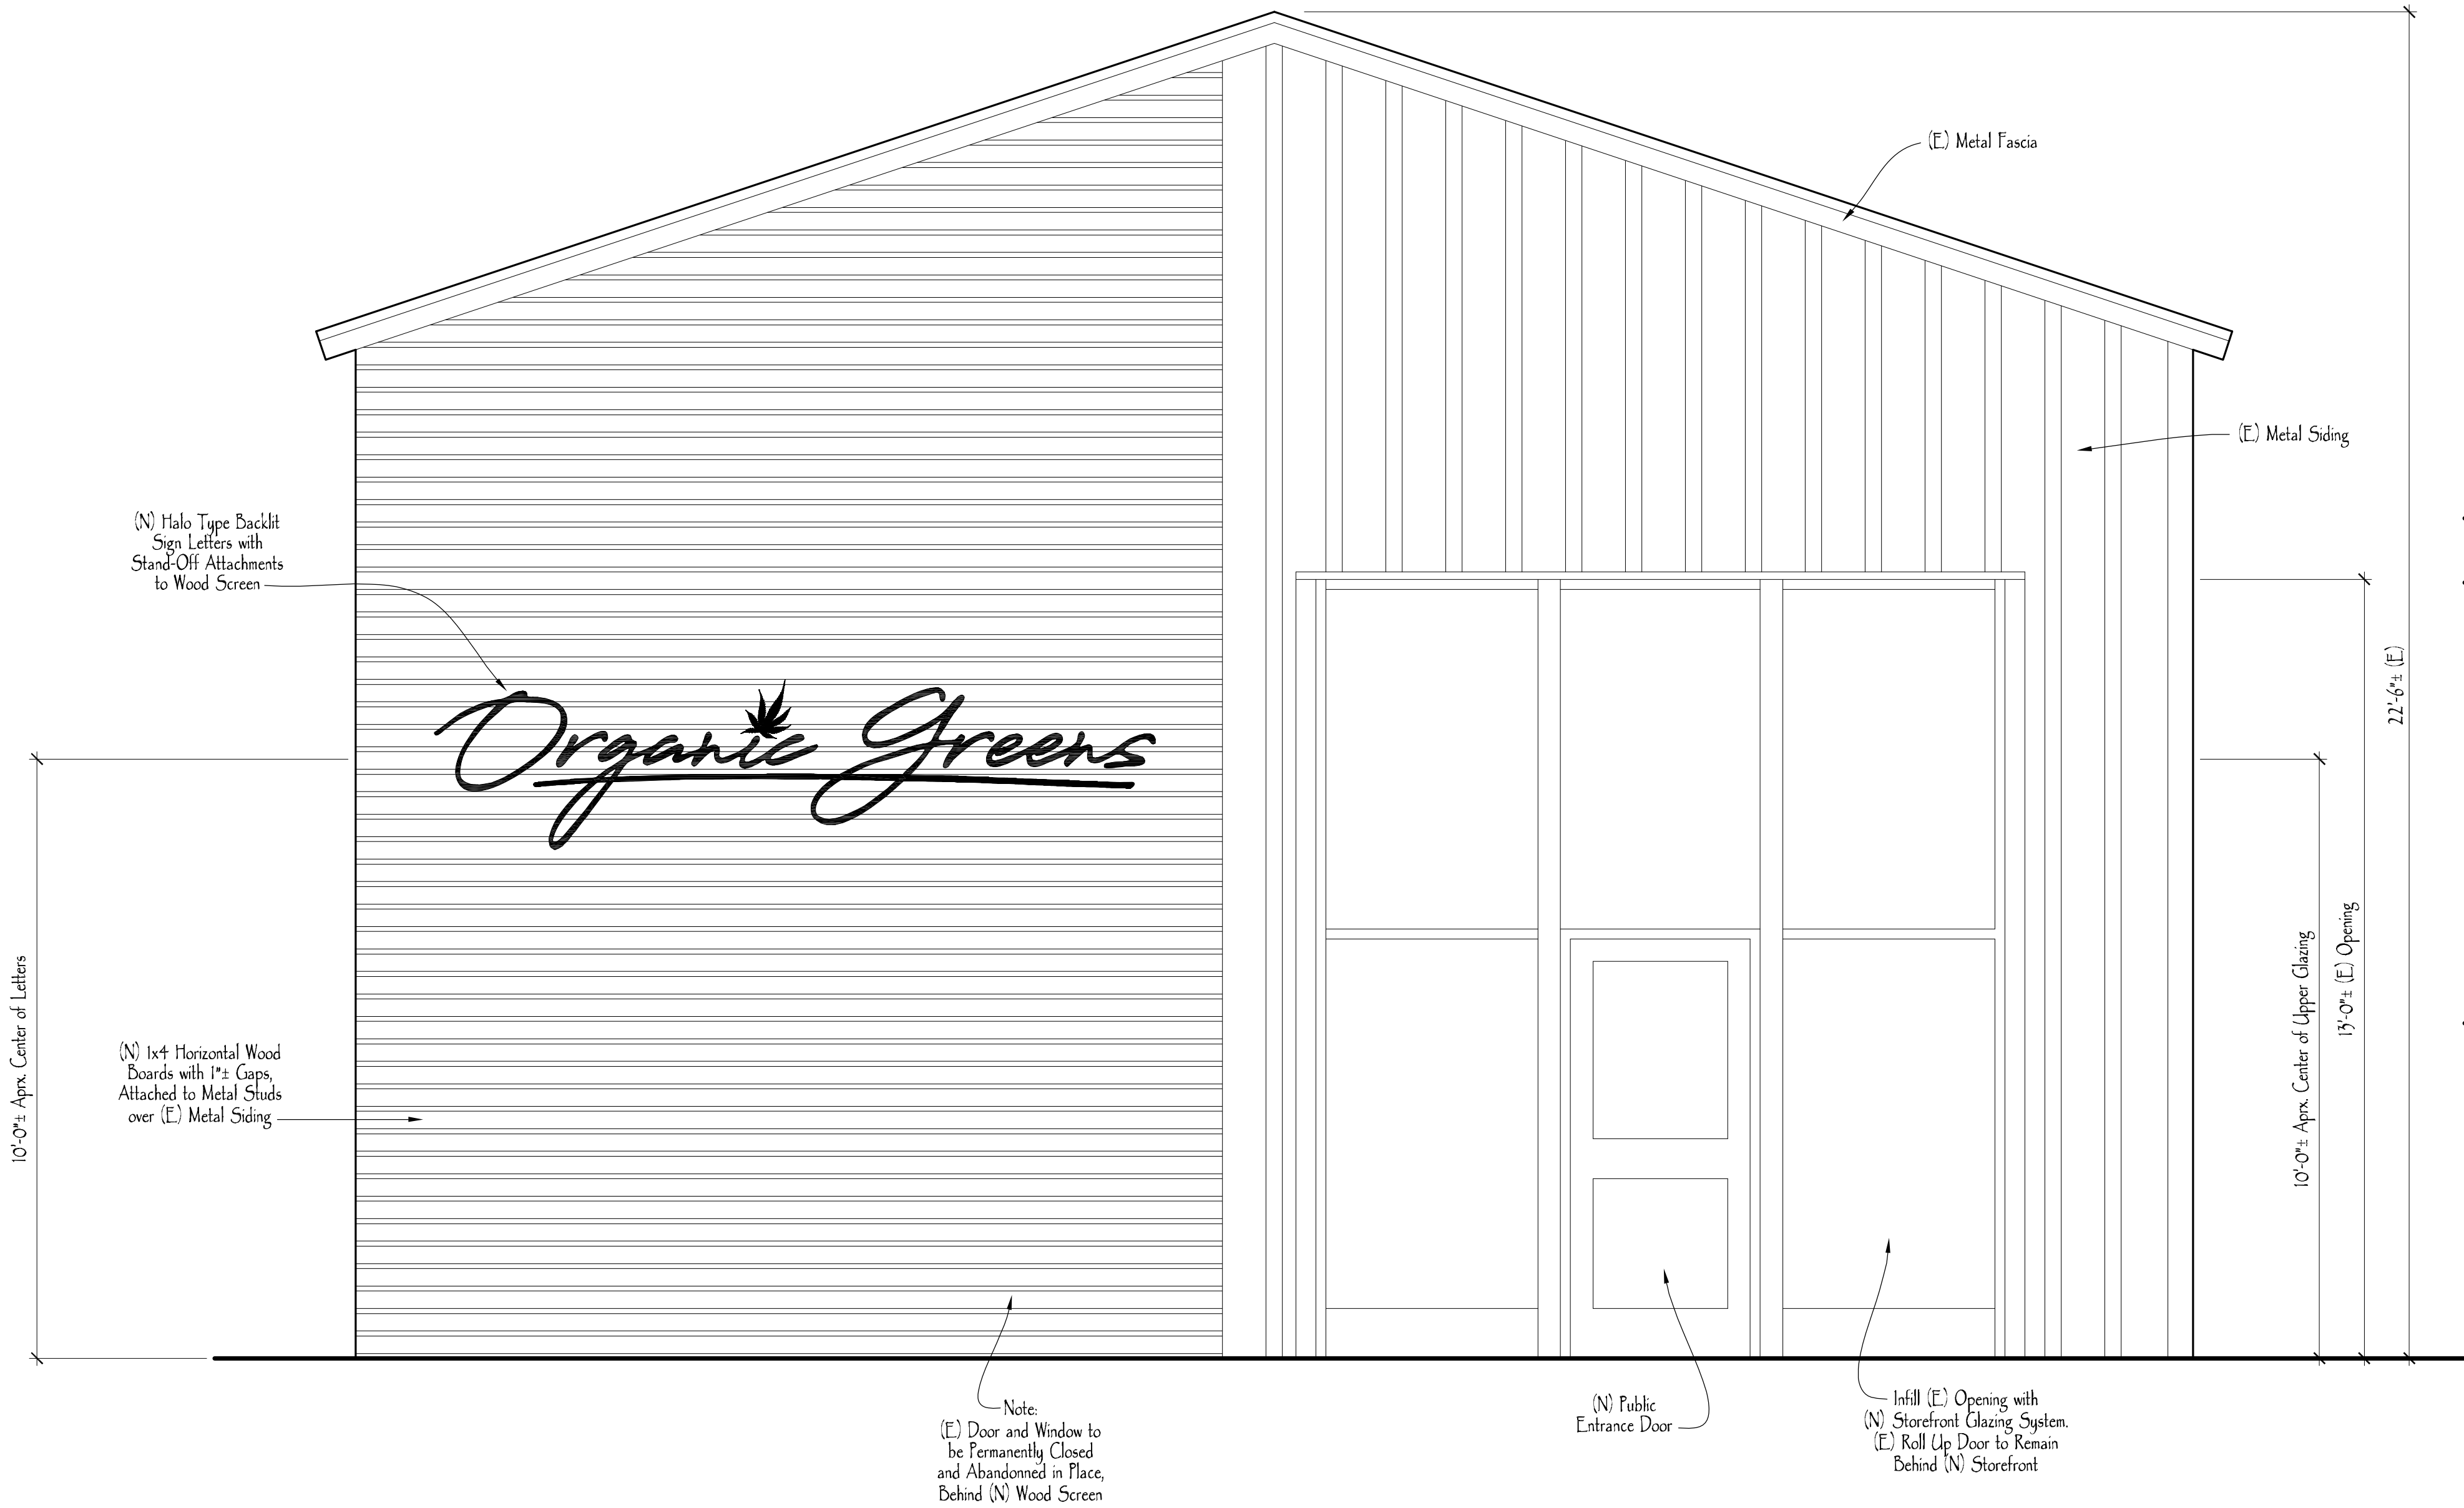 (E) Metal Fascia
(E) Metal Siding
(N) Halo Type Backlit
Sign Letters with
Stand-Off Attachments
to Wood Screen
22'-6"± (E)
Organic Greens
10'-0"± Aprx. Center of Letters
10'-0"± Aprx. Center of Upper Glazing
13'-0"± (E) Opening
(N) 1x4 Horizontal Wood
Boards with 1"± Gaps,
Attached to Metal Studs
over (E) Metal Siding
Note:
(E) Door and Window to
be Permanently Closed
and Abandonned in Place,
Behind (N) Wood Screen
(N) Public
Entrance Door
Infill (E) Opening with
(N) Storefront Glazing System.
(E) Roll Up Door to Remain
Behind (N) Storefront